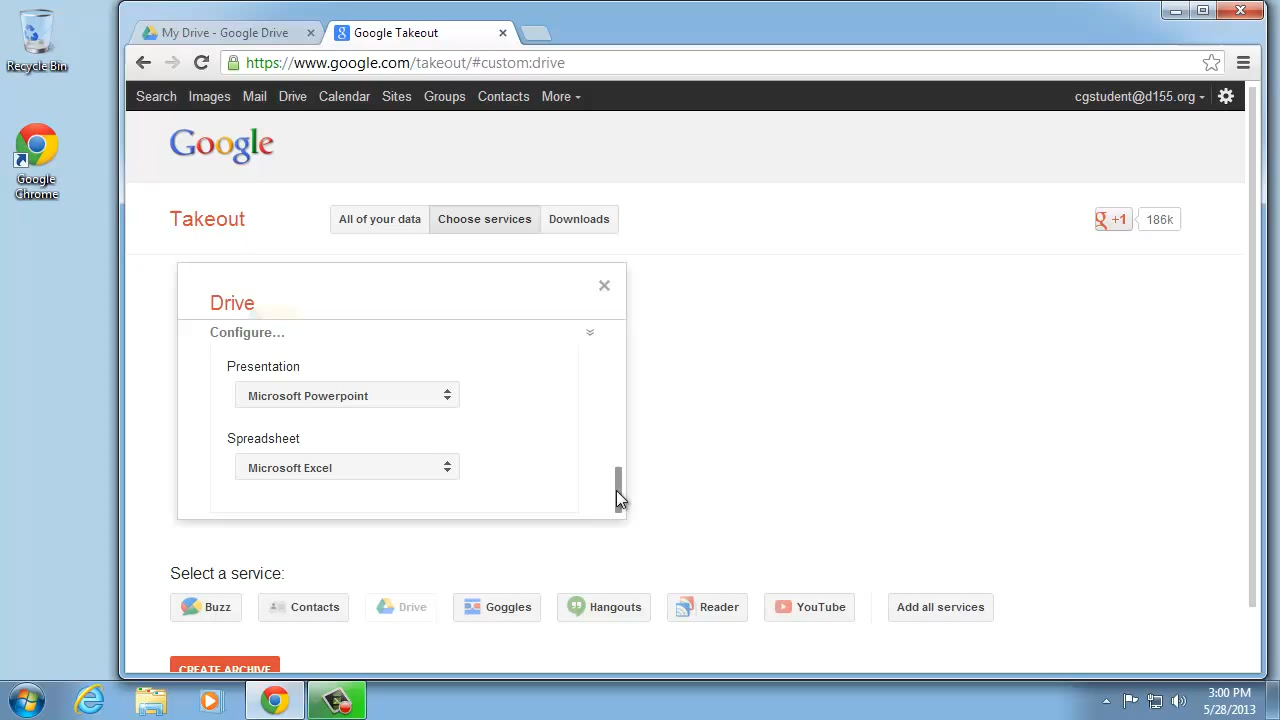 Recycle Bin
Google
Chrome
My Drive - Google Drive
Google Takeout
https://www.google.com/takeout/#custom:drive
Search Images Mail Drive Calendar Sites Groups Contacts More
cgstudent@d155.org
Google
Takeout
All of your data Choose services Downloads
+1 186k
Drive
Configure...
Presentation
Microsoft Powerpoint
Spreadsheet
Microsoft Excel
Select a service:
Buzz Contacts Drive Goggles Hangouts Reader YouTube Add all services
CREATE ARCHIVE
3:00 PM
5/28/2013